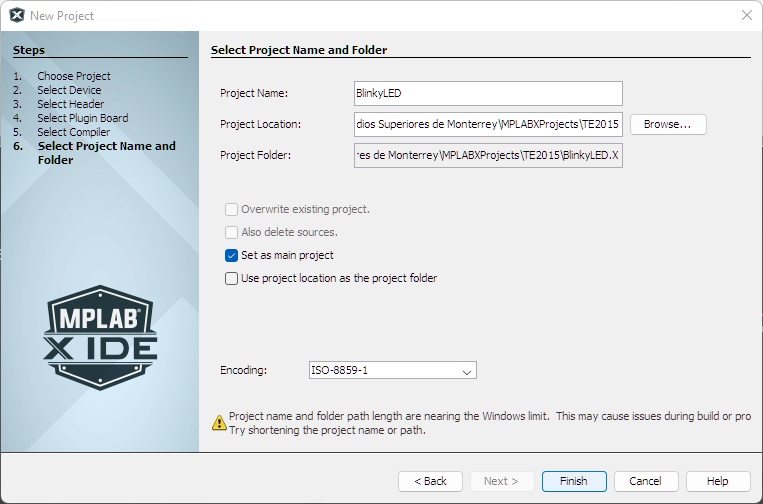 New Project
Steps
1. Choose Project
2. Select Device
3. Select Header
4. Select Plugin Board
5. Select Compiler
6. Select Project Name and
Folder
MPLAB®
X IDE
Select Project Name and Folder
Project Name: BlinkyLED
Project Location: dios Superiores de Monterrey\MPLABXProjects\TE2015 Browse...
Project Folder: res de Monterrey\MPLABXProjects\TE2015\BlinkyLED.X
Overwrite existing project.
Also delete sources.
Set as main project
Use project location as the project folder
Encoding: ISO-8859-1
Project name and folder path length are nearing the Windows limit. This may cause issues during build or pro
Try shortening the project name or path.
< Back Next > Finish Cancel Help